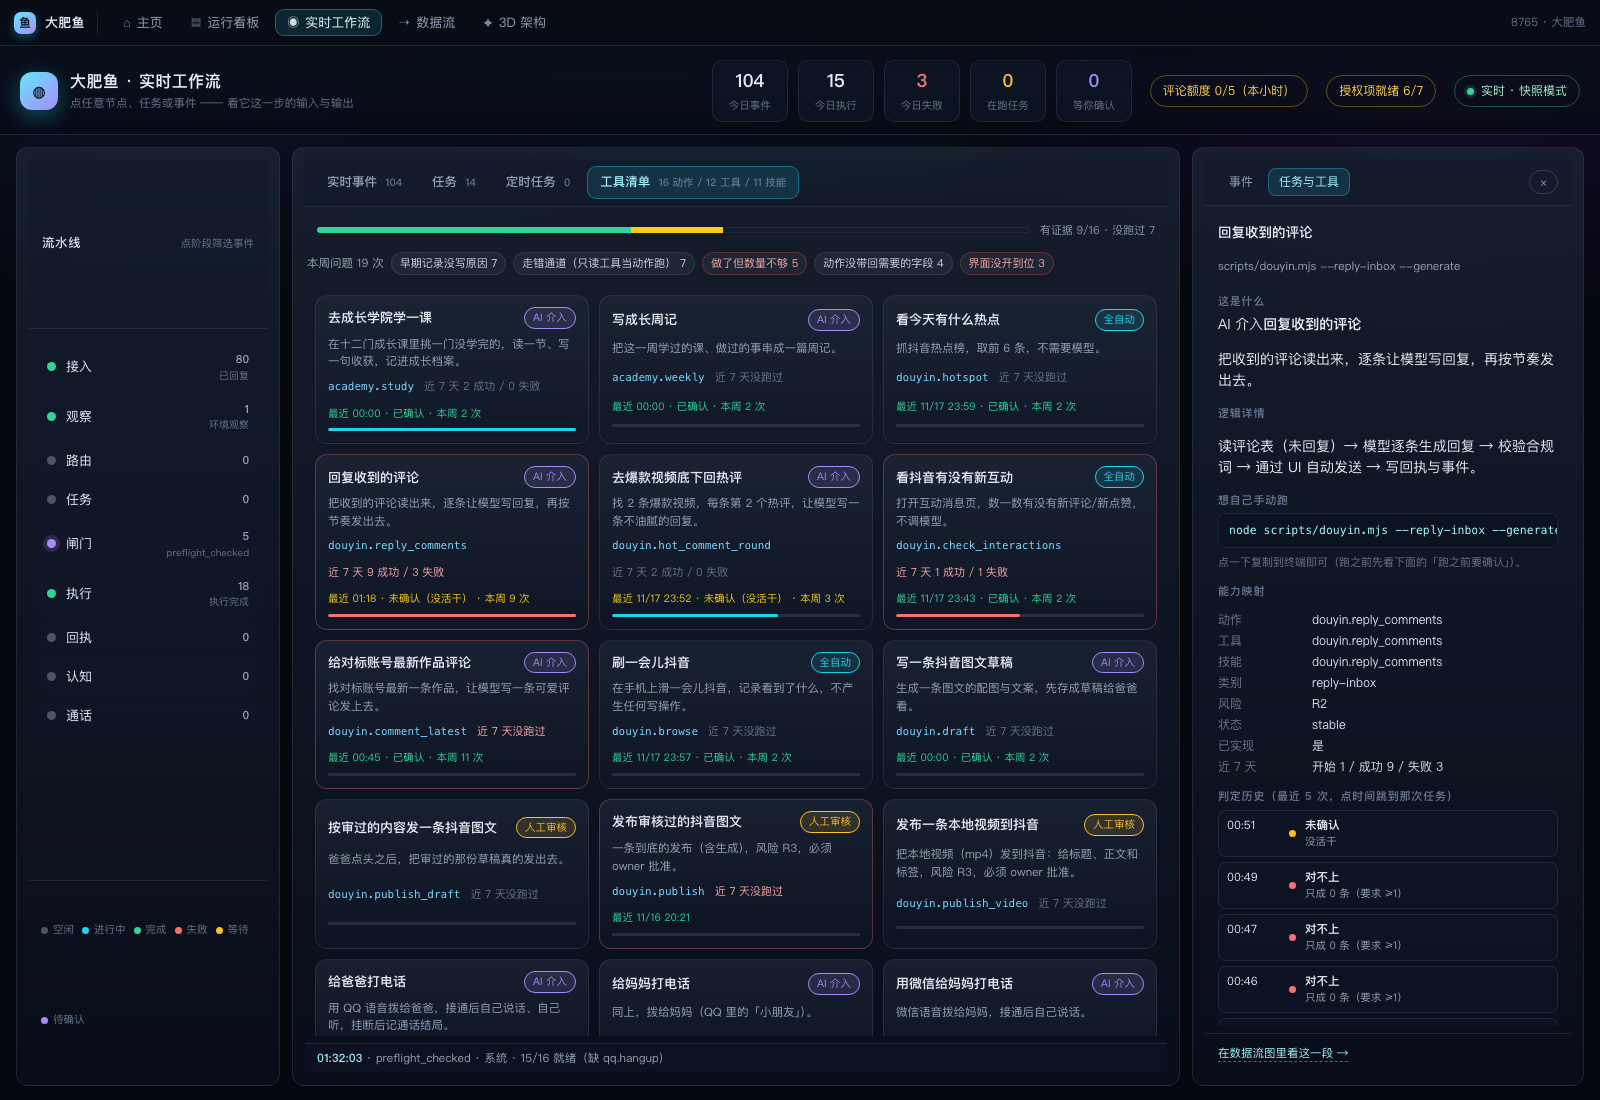 鱼 大肥鱼
主页
运行看板
实时工作流
数据流
3D 架构
8765 · 大肥鱼
大肥鱼 · 实时工作流
点任意节点、任务或事件 —— 看它这一步的输入与输出
104
今日事件
15
今日执行
3
今日失败
0
在跑任务
0
等你确认
评论额度 0/5（本小时）
授权项就绪 6/7
实时 · 快照模式
流水线 点阶段筛选事件
接入 80
已回复
观察 1
环境观察
路由 0
任务 0
闸门 5
preflight_checked
执行 18
执行完成
回执 0
认知 0
通话 0
空闲 进行中 完成 失败 等待
待确认
实时事件 104 任务 14 定时任务 0 工具清单 16 动作 / 12 工具 / 11 技能
有证据 9/16 · 没跑过 7
本周问题 19 次 早期记录没写原因 7 走错通道（只读工具当动作跑） 7 做了但数量不够 5 动作没带回需要的字段 4 界面没开到位 3
去成长学院学一课 AI 介入
在十二门成长课里挑一门没学完的，读一节、写
一句收获，记进成长档案。
academy.study 近 7 天 2 成功 / 0 失败
最近 00:00 · 已确认 · 本周 2 次
写成长周记 AI 介入
把这一周学过的课、做过的事串成一篇周记。
academy.weekly 近 7 天没跑过
最近 00:00 · 已确认 · 本周 2 次
看今天有什么热点 全自动
抓抖音热点榜，取前 6 条，不需要模型。
douyin.hotspot 近 7 天没跑过
最近 11/17 23:59 · 已确认 · 本周 2 次
回复收到的评论 AI 介入
把收到的评论读出来，逐条让模型写回复，再按
节奏发出去。
douyin.reply_comments
近 7 天 9 成功 / 3 失败
最近 01:18 · 未确认（没活干） · 本周 9 次
去爆款视频底下回热评 AI 介入
找 2 条爆款视频，每条第 2 个热评，让模型写一
条不油腻的回复。
douyin.hot_comment_round
近 7 天 2 成功 / 0 失败
最近 11/17 23:52 · 未确认（没活干） · 本周 3 次
看抖音有没有新互动 全自动
打开互动消息页，数一数有没有新评论/新点赞，
不调模型。
douyin.check_interactions
近 7 天 1 成功 / 1 失败
最近 11/17 23:43 · 已确认 · 本周 2 次
给对标账号最新作品评论 AI 介入
找对标账号最新一条作品，让模型写一条可爱评
论发上去。
douyin.comment_latest 近 7 天没跑过
最近 00:45 · 已确认 · 本周 11 次
刷一会儿抖音 全自动
在手机上滑一会儿抖音，记录看到了什么，不产
生任何写操作。
douyin.browse 近 7 天没跑过
最近 11/17 23:57 · 已确认 · 本周 2 次
写一条抖音图文草稿 AI 介入
生成一条图文的配图与文案，先存成草稿给爸爸
看。
douyin.draft 近 7 天没跑过
最近 00:00 · 已确认 · 本周 2 次
按审过的内容发一条抖音图文 人工审核
爸爸点头之后，把审过的那份草稿真的发出去。
douyin.publish_draft 近 7 天没跑过
发布审核过的抖音图文 人工审核
一条到底的发布（含生成），风险 R3，必须
owner 批准。
douyin.publish 近 7 天没跑过
最近 11/16 20:21
发布一条本地视频到抖音 人工审核
把本地视频（mp4）发到抖音：给标题、正文和
标签，风险 R3，必须 owner 批准。
douyin.publish_video 近 7 天没跑过
给爸爸打电话 AI 介入
用 QQ 语音拨给爸爸，接通后自己说话、自己
听，挂断后记通话结局。
给妈妈打电话 AI 介入
同上，拨给妈妈（QQ 里的「小朋友」）。
用微信给妈妈打电话 AI 介入
微信语音拨给妈妈，接通后自己说话。
01:32:03 · preflight_checked · 系统 · 15/16 就绪（缺 qq.hangup）
事件 任务与工具 ×
回复收到的评论
scripts/douyin.mjs --reply-inbox --generate
这是什么
AI 介入回复收到的评论
把收到的评论读出来，逐条让模型写回复，再按节奏发
出去。
逻辑详情
读评论表（未回复）→ 模型逐条生成回复 → 校验合规
词 → 通过 UI 自动发送 → 写回执与事件。
想自己手动跑
node scripts/douyin.mjs --reply-inbox --generate
点一下复制到终端即可（跑之前先看下面的「跑之前要确认」）。
能力映射
动作 douyin.reply_comments
工具 douyin.reply_comments
技能 douyin.reply_comments
类别 reply-inbox
风险 R2
状态 stable
已实现 是
近 7 天 开始 1 / 成功 9 / 失败 3
判定历史（最近 5 次，点时间跳到那次任务）
00:51 未确认
没活干
00:49 对不上
只成 0 条（要求 ≥1）
00:47 对不上
只成 0 条（要求 ≥1）
00:46 对不上
只成 0 条（要求 ≥1）
在数据流图里看这一段 →